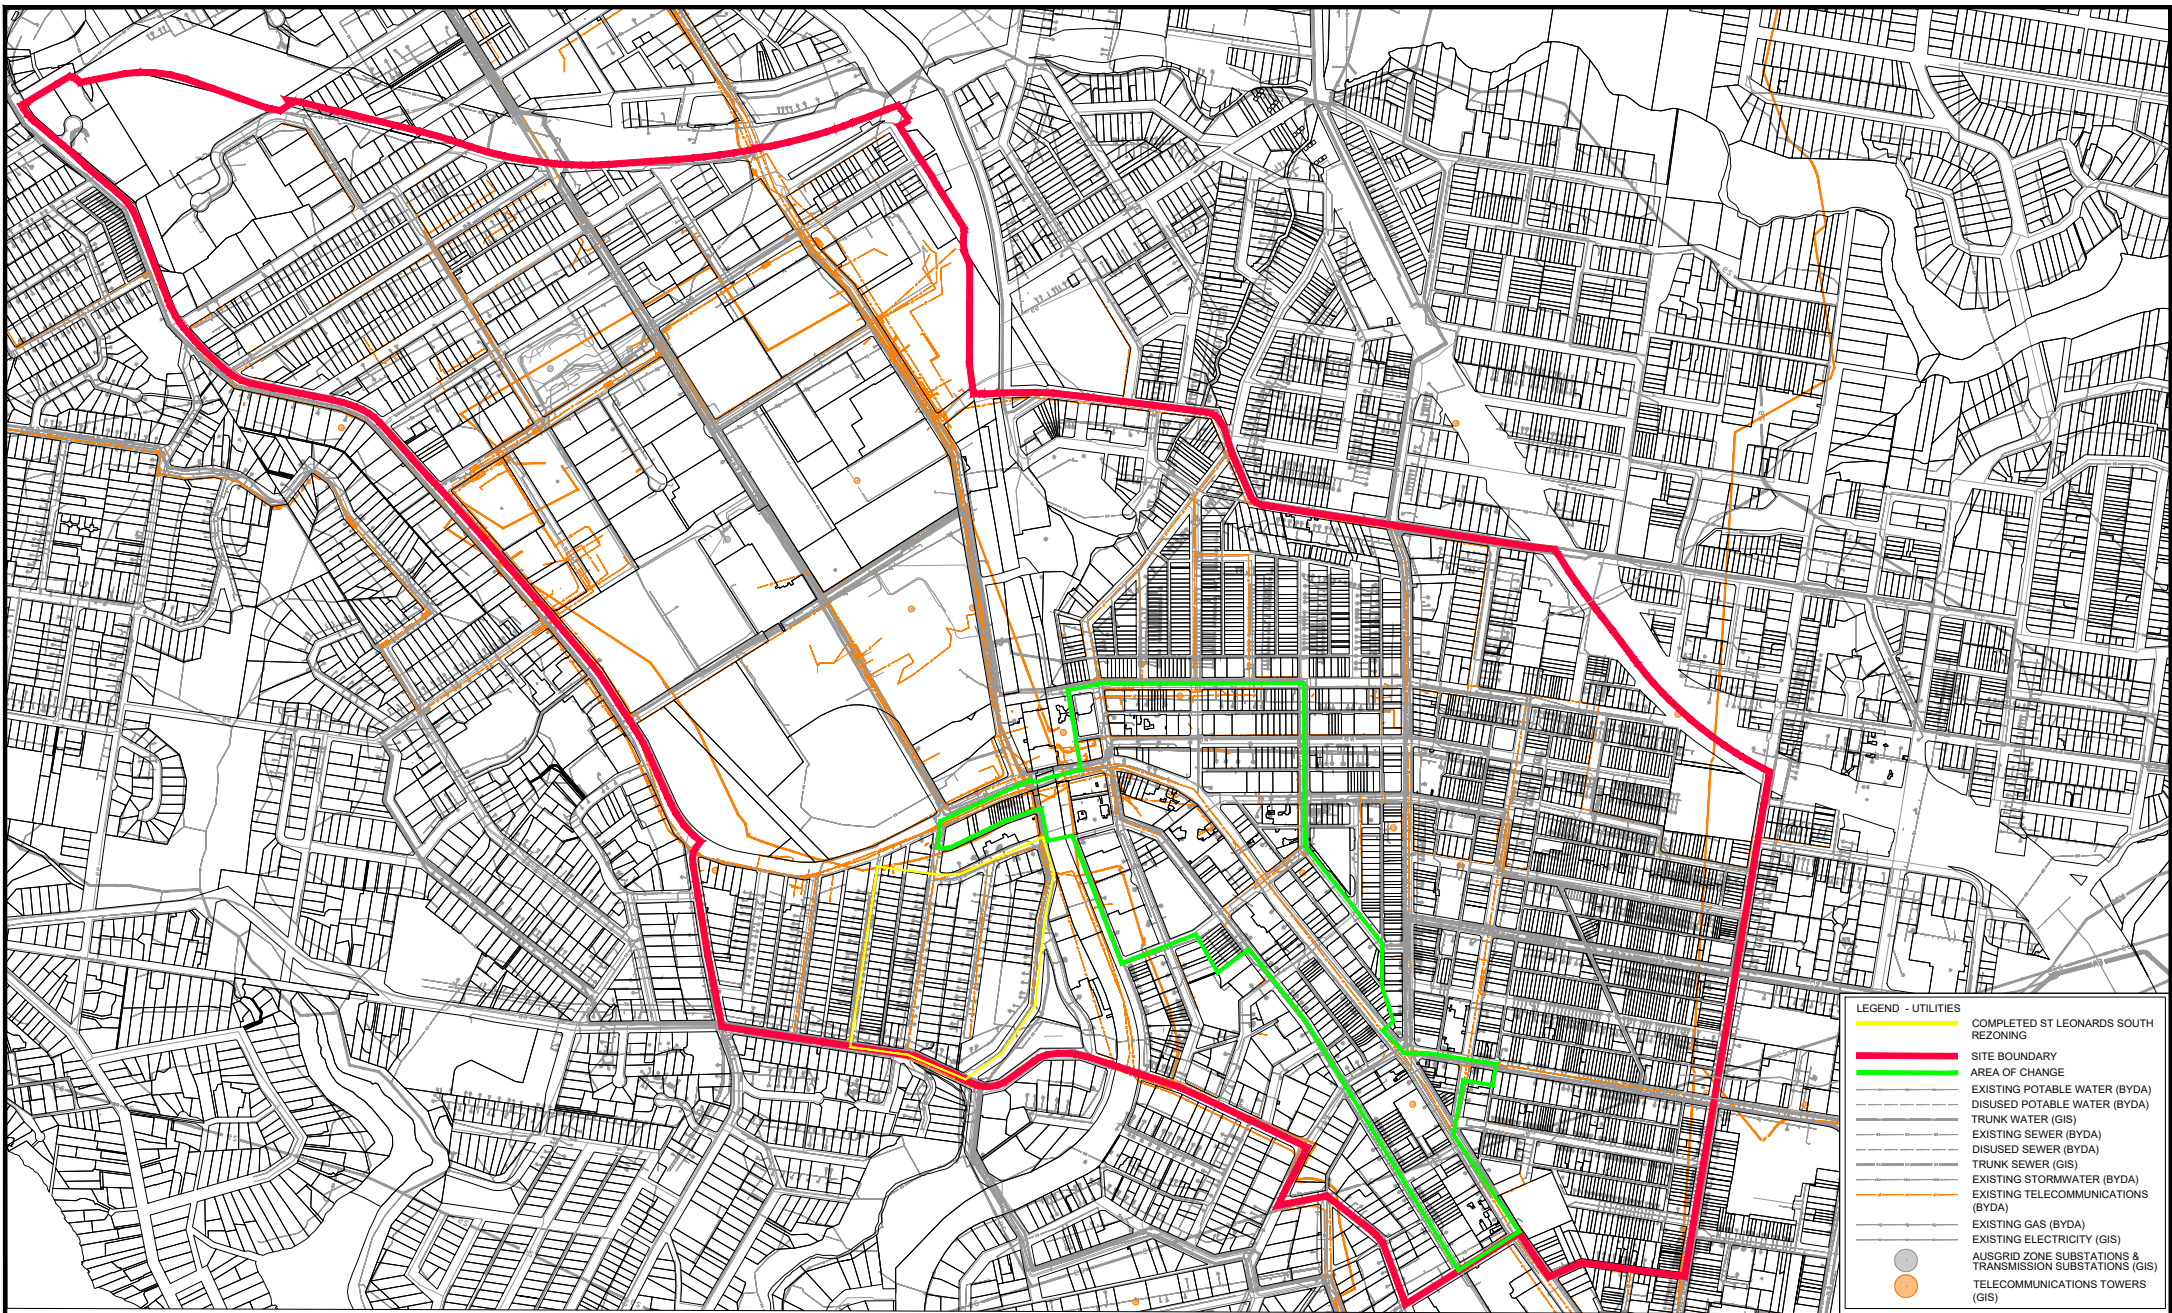 LEGEND - UTILITIES
COMPLETED ST LEONARDS SOUTH
REZONING
SITE BOUNDARY
AREA OF CHANGE
EXISTING POTABLE WATER (BYDA)
DISUSED POTABLE WATER (BYDA)
TRUNK WATER (GIS)
EXISTING SEWER (BYDA)
DISUSED SEWER (BYDA)
TRUNK SEWER (GIS)
EXISTING STORMWATER (BYDA)
EXISTING TELECOMMUNICATIONS
(BYDA)
EXISTING GAS (BYDA)
EXISTING ELECTRICITY (GIS)
AUSGRID ZONE SUBSTATIONS &
TRANSMISSION SUBSTATIONS (GIS)
TELECOMMUNICATIONS TOWERS
(GIS)